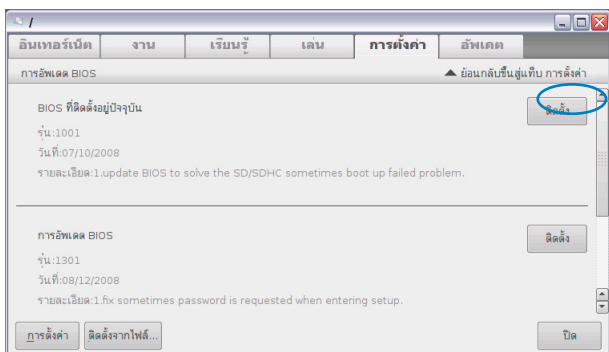 /
อินเทอร์เน็ต งาน เรียนรู้ เล่น การตั้งค่า อัพเดต
การอัพเดต BIOS ▲ ย้อนกลับขึ้นสู่แท็บ การตั้งค่า
BIOS ที่ติดตั้งอยู่ปัจจุบัน ติดตั้ง
รุ่น:1001
วันที่:07/10/2008
รายละเอียด:1.update BIOS to solve the SD/SDHC sometimes boot up failed problem.
การอัพเดต BIOS ติดตั้ง
รุ่น:1301
วันที่:08/12/2008
รายละเอียด:1.fix sometimes password is requested when entering setup.
การตั้งค่า ติดตั้งจากไฟล์... ปิด